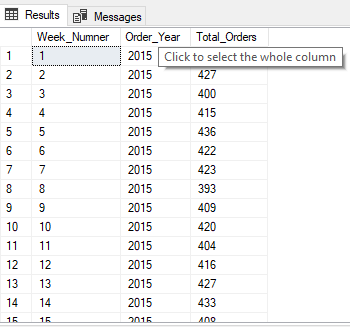 Results Messages
Week_Numner Order_Year Total_Orders
1 1 2015 Click to select the whole column
2 2 2015 427
3 3 2015 400
4 4 2015 415
5 5 2015 436
6 6 2015 422
7 7 2015 423
8 8 2015 393
9 9 2015 409
10 10 2015 420
11 11 2015 404
12 12 2015 416
13 13 2015 427
14 14 2015 433
15 15 2015 408